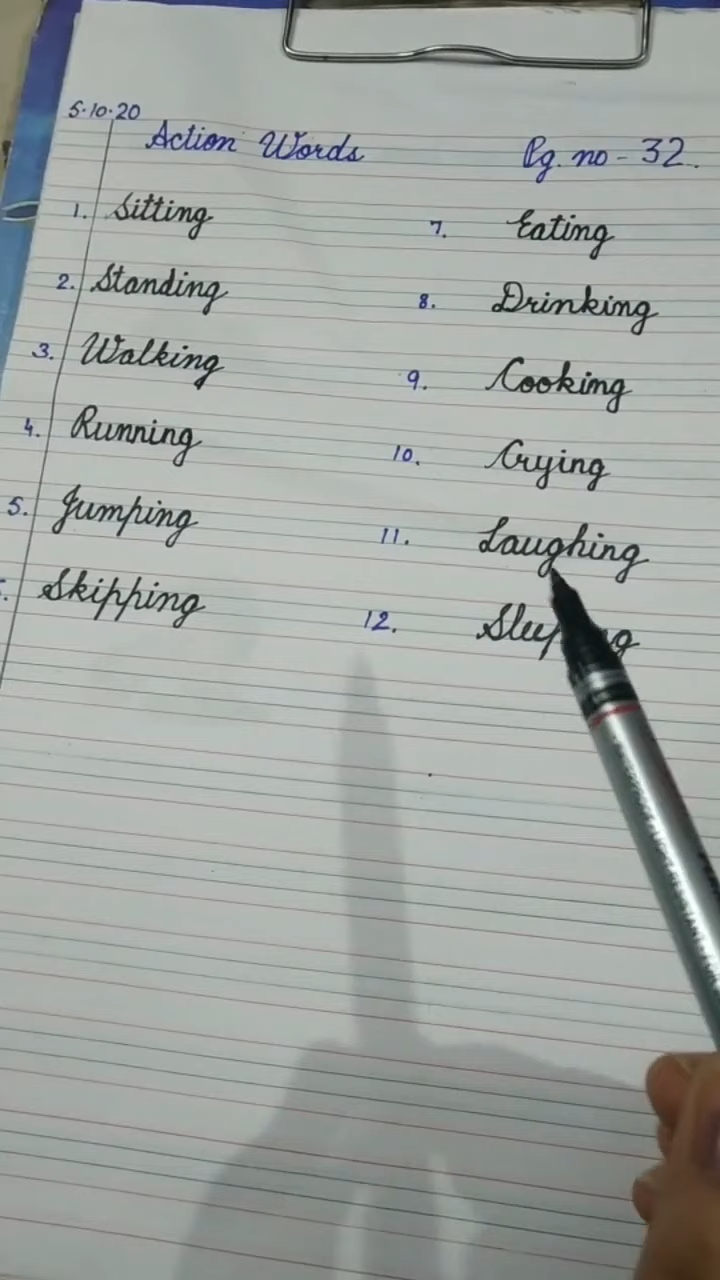 5.10.20
Action Words Pg. no - 32.
1. Sitting
2. Standing
3. Walking
4. Running
5. Jumping
Skipping
7. Eating
8. Drinking
9. Cooking
10. Crying
11. Laughing
12.